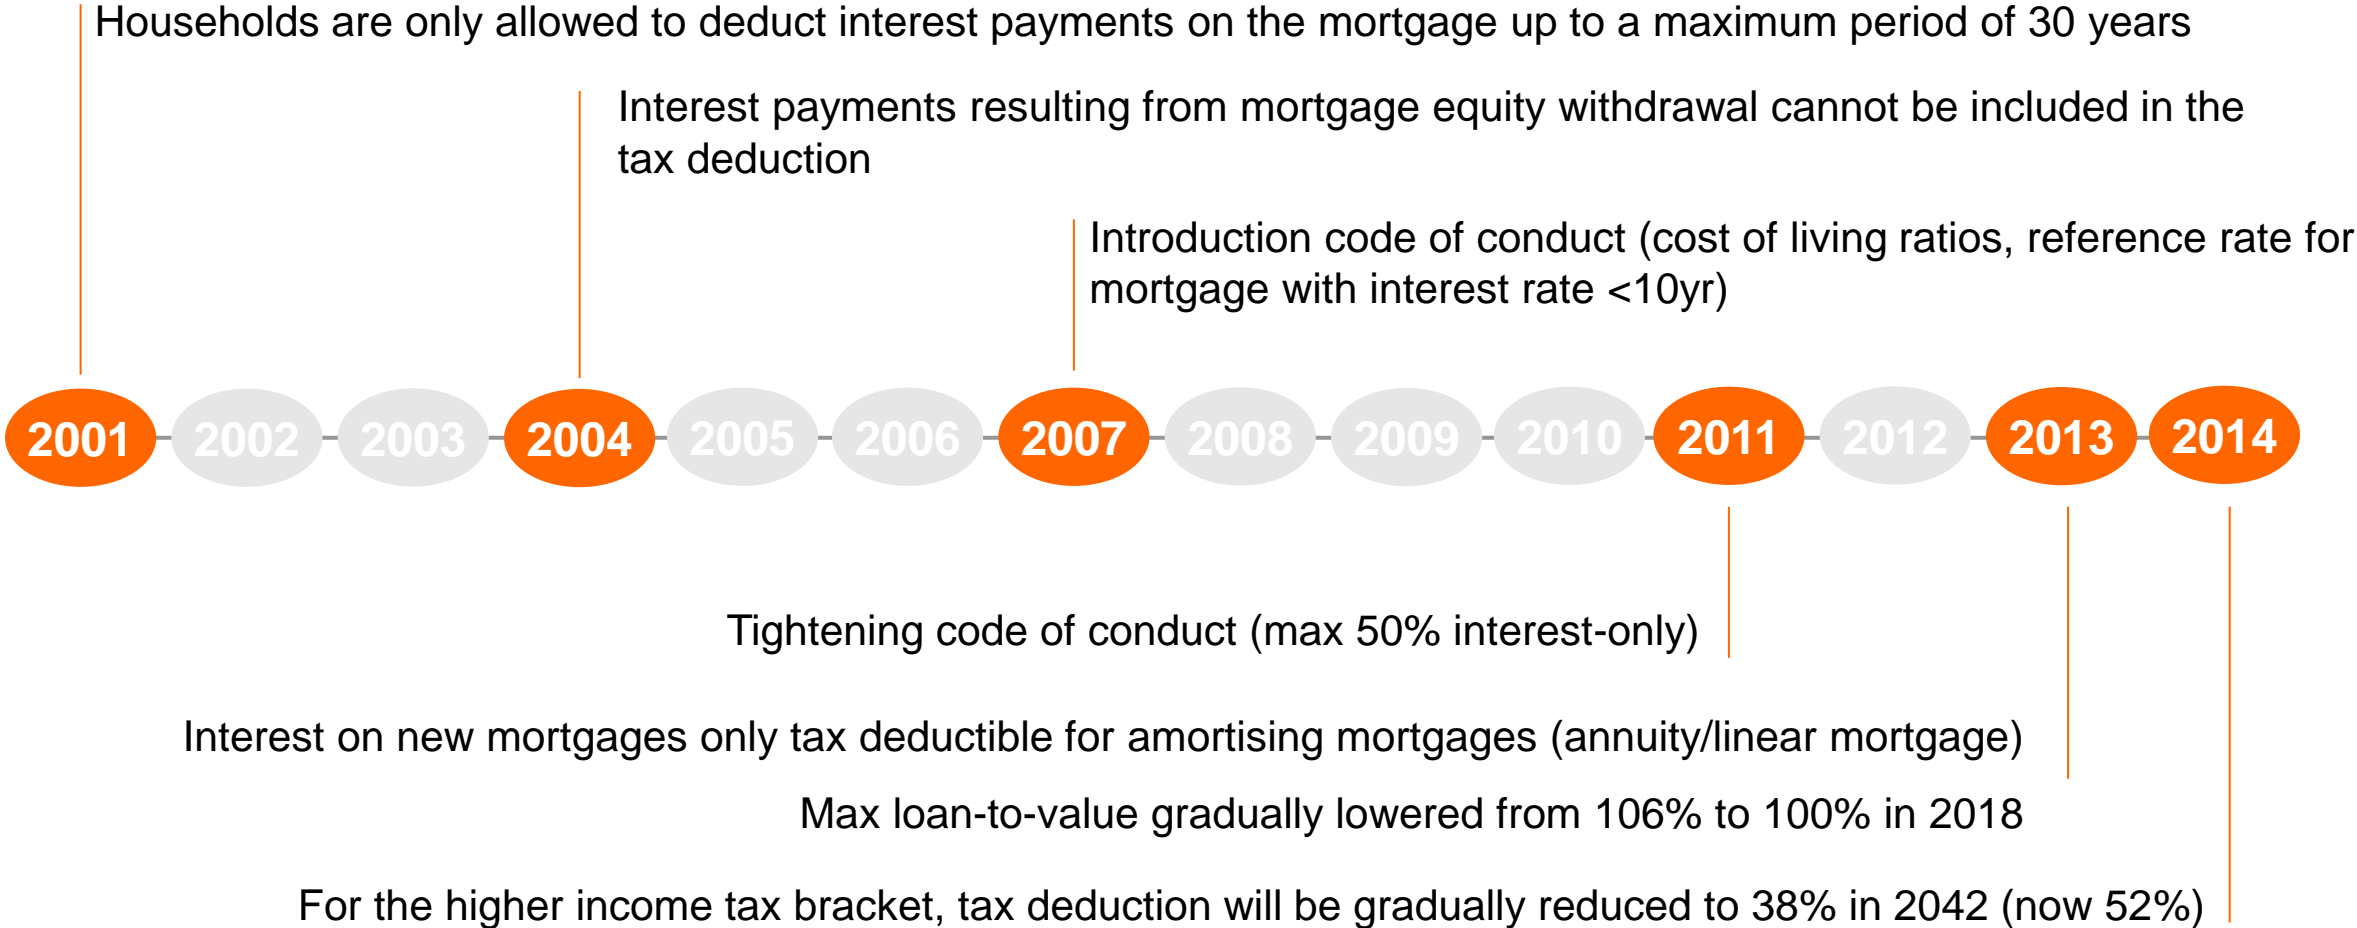 Households are only allowed to deduct interest payments on the mortgage up to a maximum period of 30 years
Interest payments resulting from mortgage equity withdrawal cannot be included in the
tax deduction
Introduction code of conduct (cost of living ratios, reference rate for
mortgage with interest rate <10yr)
2001 2002 2003 2004 2005 2006 2007 2008 2009 2010 2011 2012 2013 2014
Tightening code of conduct (max 50% interest-only)
Interest on new mortgages only tax deductible for amortising mortgages (annuity/linear mortgage)
Max loan-to-value gradually lowered from 106% to 100% in 2018
For the higher income tax bracket, tax deduction will be gradually reduced to 38% in 2042 (now 52%)